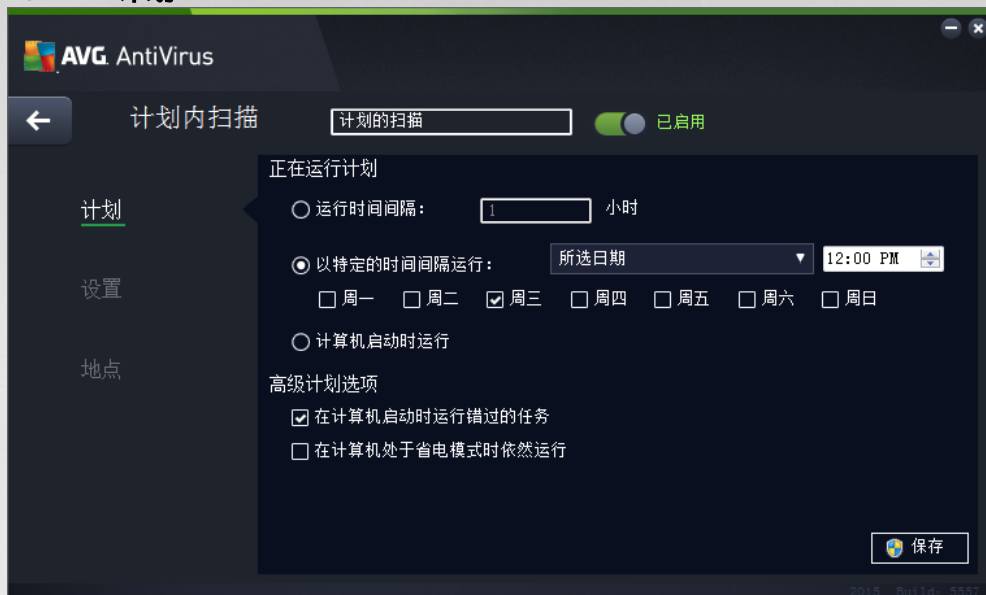 AVG. AntiVirus
计划内扫描
计划的扫描
已启用
计划
设置
地点
正在运行计划
运行时间间隔：
1
小时
以特定的时间间隔运行：
所选日期
12:00 PM
周一 周二 周三 周四 周五 周六 周日
计算机启动时运行
高级计划选项
在计算机启动时运行错过的任务
在计算机处于省电模式时依然运行
保存
2015 Build- 5557